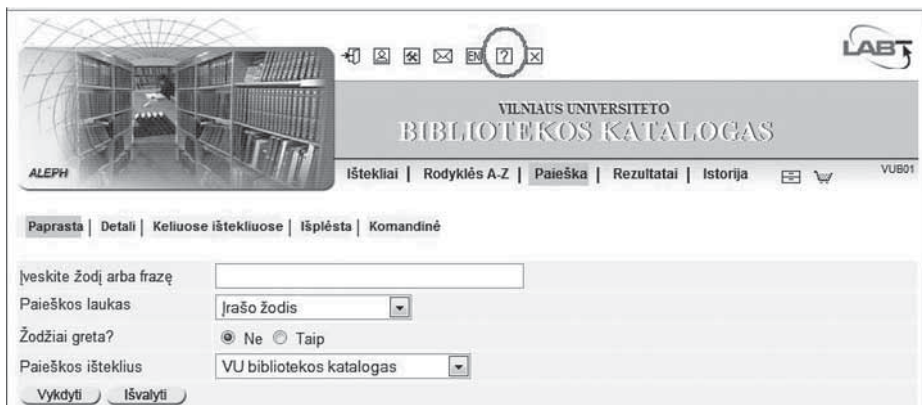 EN ?
LABT
VILNIAUS UNIVERSITETO
BIBLIOTEKOS KATALOGAS
ALEPH
Ištekliai | Rodyklės A-Z | Paieška | Rezultatai | Istorija
VUB01
Paprasta | Detali | Keliuose ištekliuose | Išplėsta | Komandinė
Įveskite žodį arba frazę
Paieškos laukas Įrašo žodis
Žodžiai greta? Ne Taip
Paieškos išteklius VU bibliotekos katalogas
Vykdyti Išvalyti